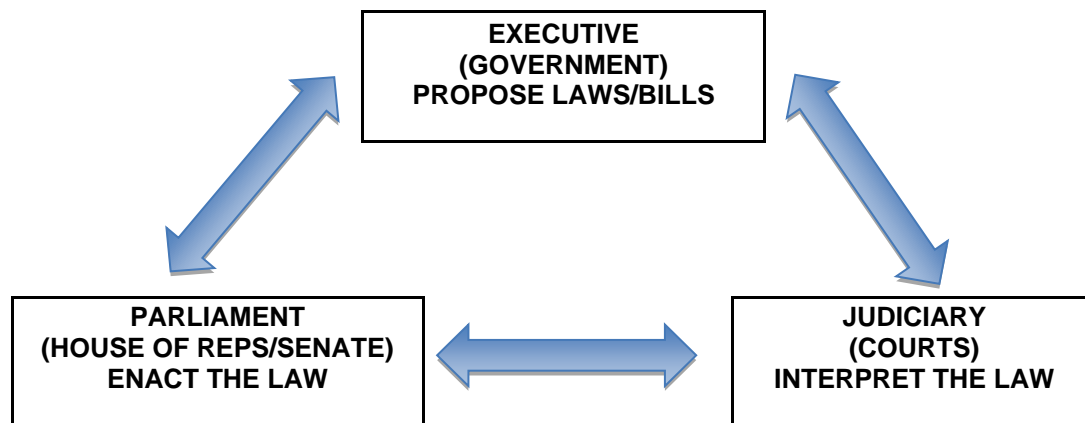 EXECUTIVE
(GOVERNMENT)
PROPOSE LAWS/BILLS
PARLIAMENT
(HOUSE OF REPS/SENATE)
ENACT THE LAW
JUDICIARY
(COURTS)
INTERPRET THE LAW